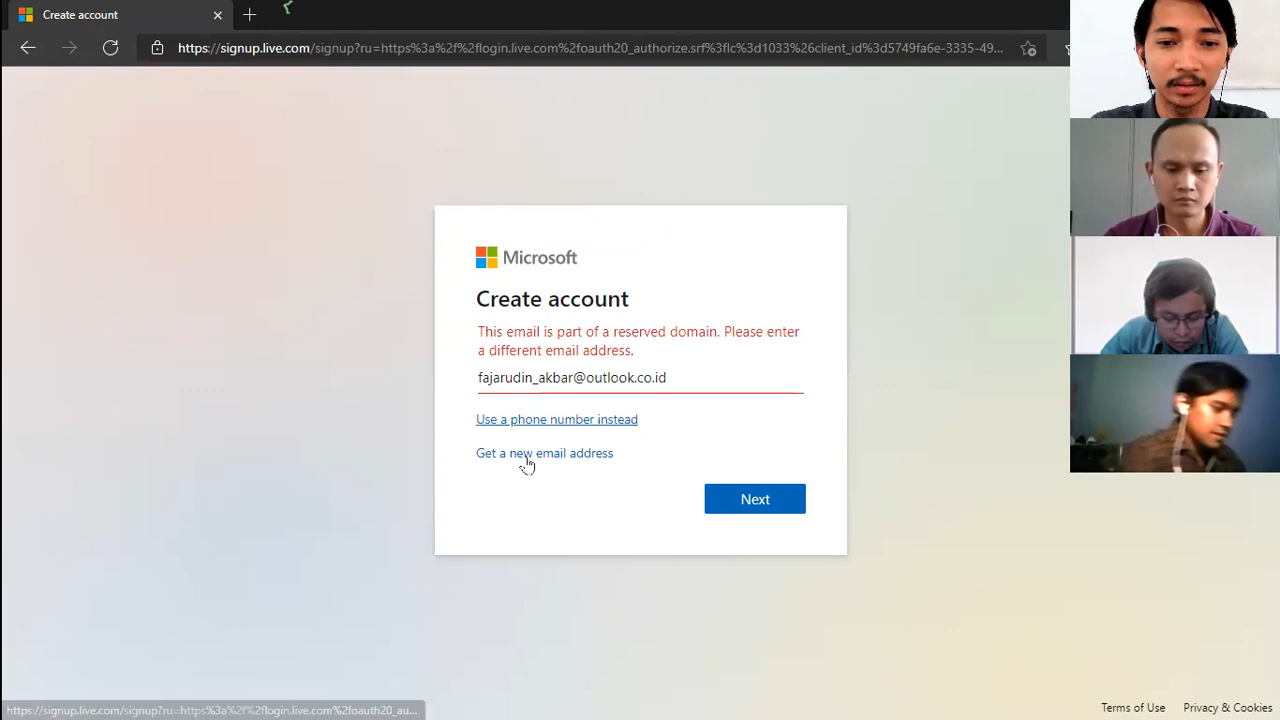 Create account
https://signup.live.com/signup?ru=https%3a%2f%2flogin.live.com%2foauth20_authorize.srf%3flc%3d1033%26client_id%3d5749fa6e-3335-49...
Microsoft
Create account
This email is part of a reserved domain. Please enter
a different email address.
fajarudin_akbar@outlook.co.id
Use a phone number instead
Get a new email address
Next
https://signup.live.com/signup?ru=https%3a%2f%2flogin.live.com%2foauth20_au...
Terms of Use
Privacy & Cookies